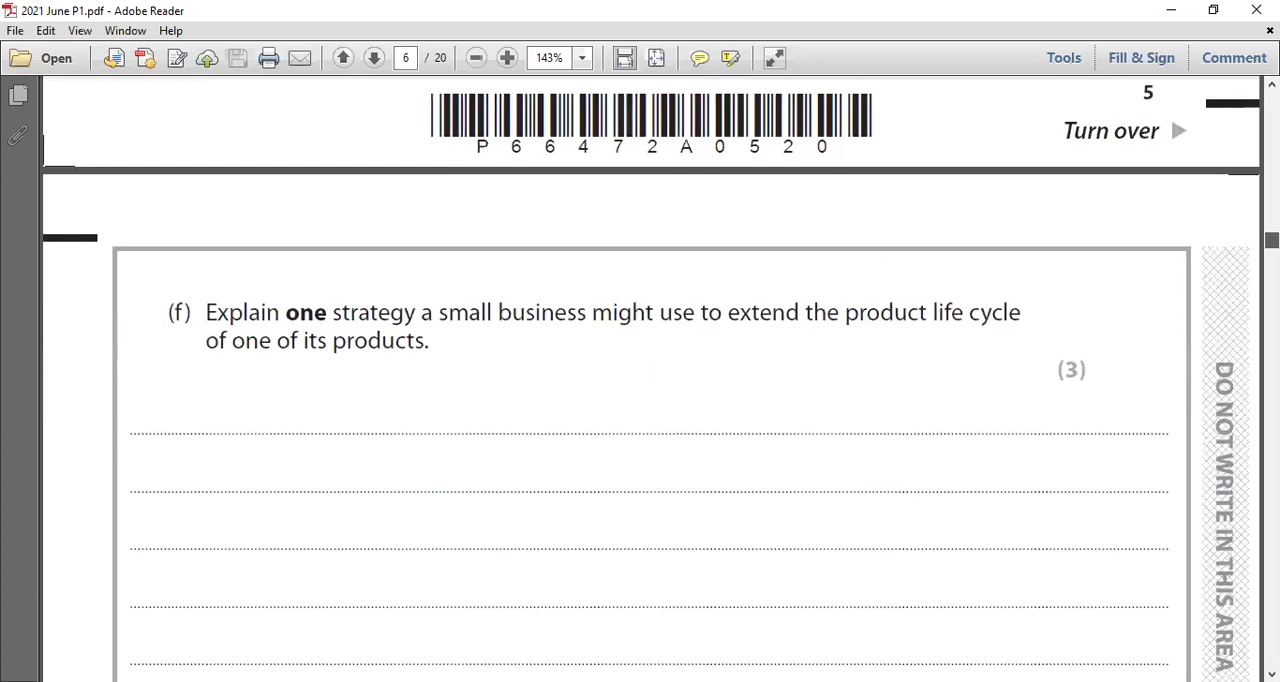 2021 June P1.pdf - Adobe Reader
File Edit View Window Help
Open 6 / 20 143% Tools Fill & Sign Comment
5
Turn over
P 6 6 4 7 2 A 0 5 2 0
(f) Explain one strategy a small business might use to extend the product life cycle
of one of its products.
(3)
DO NOT WRITE IN THIS AREA